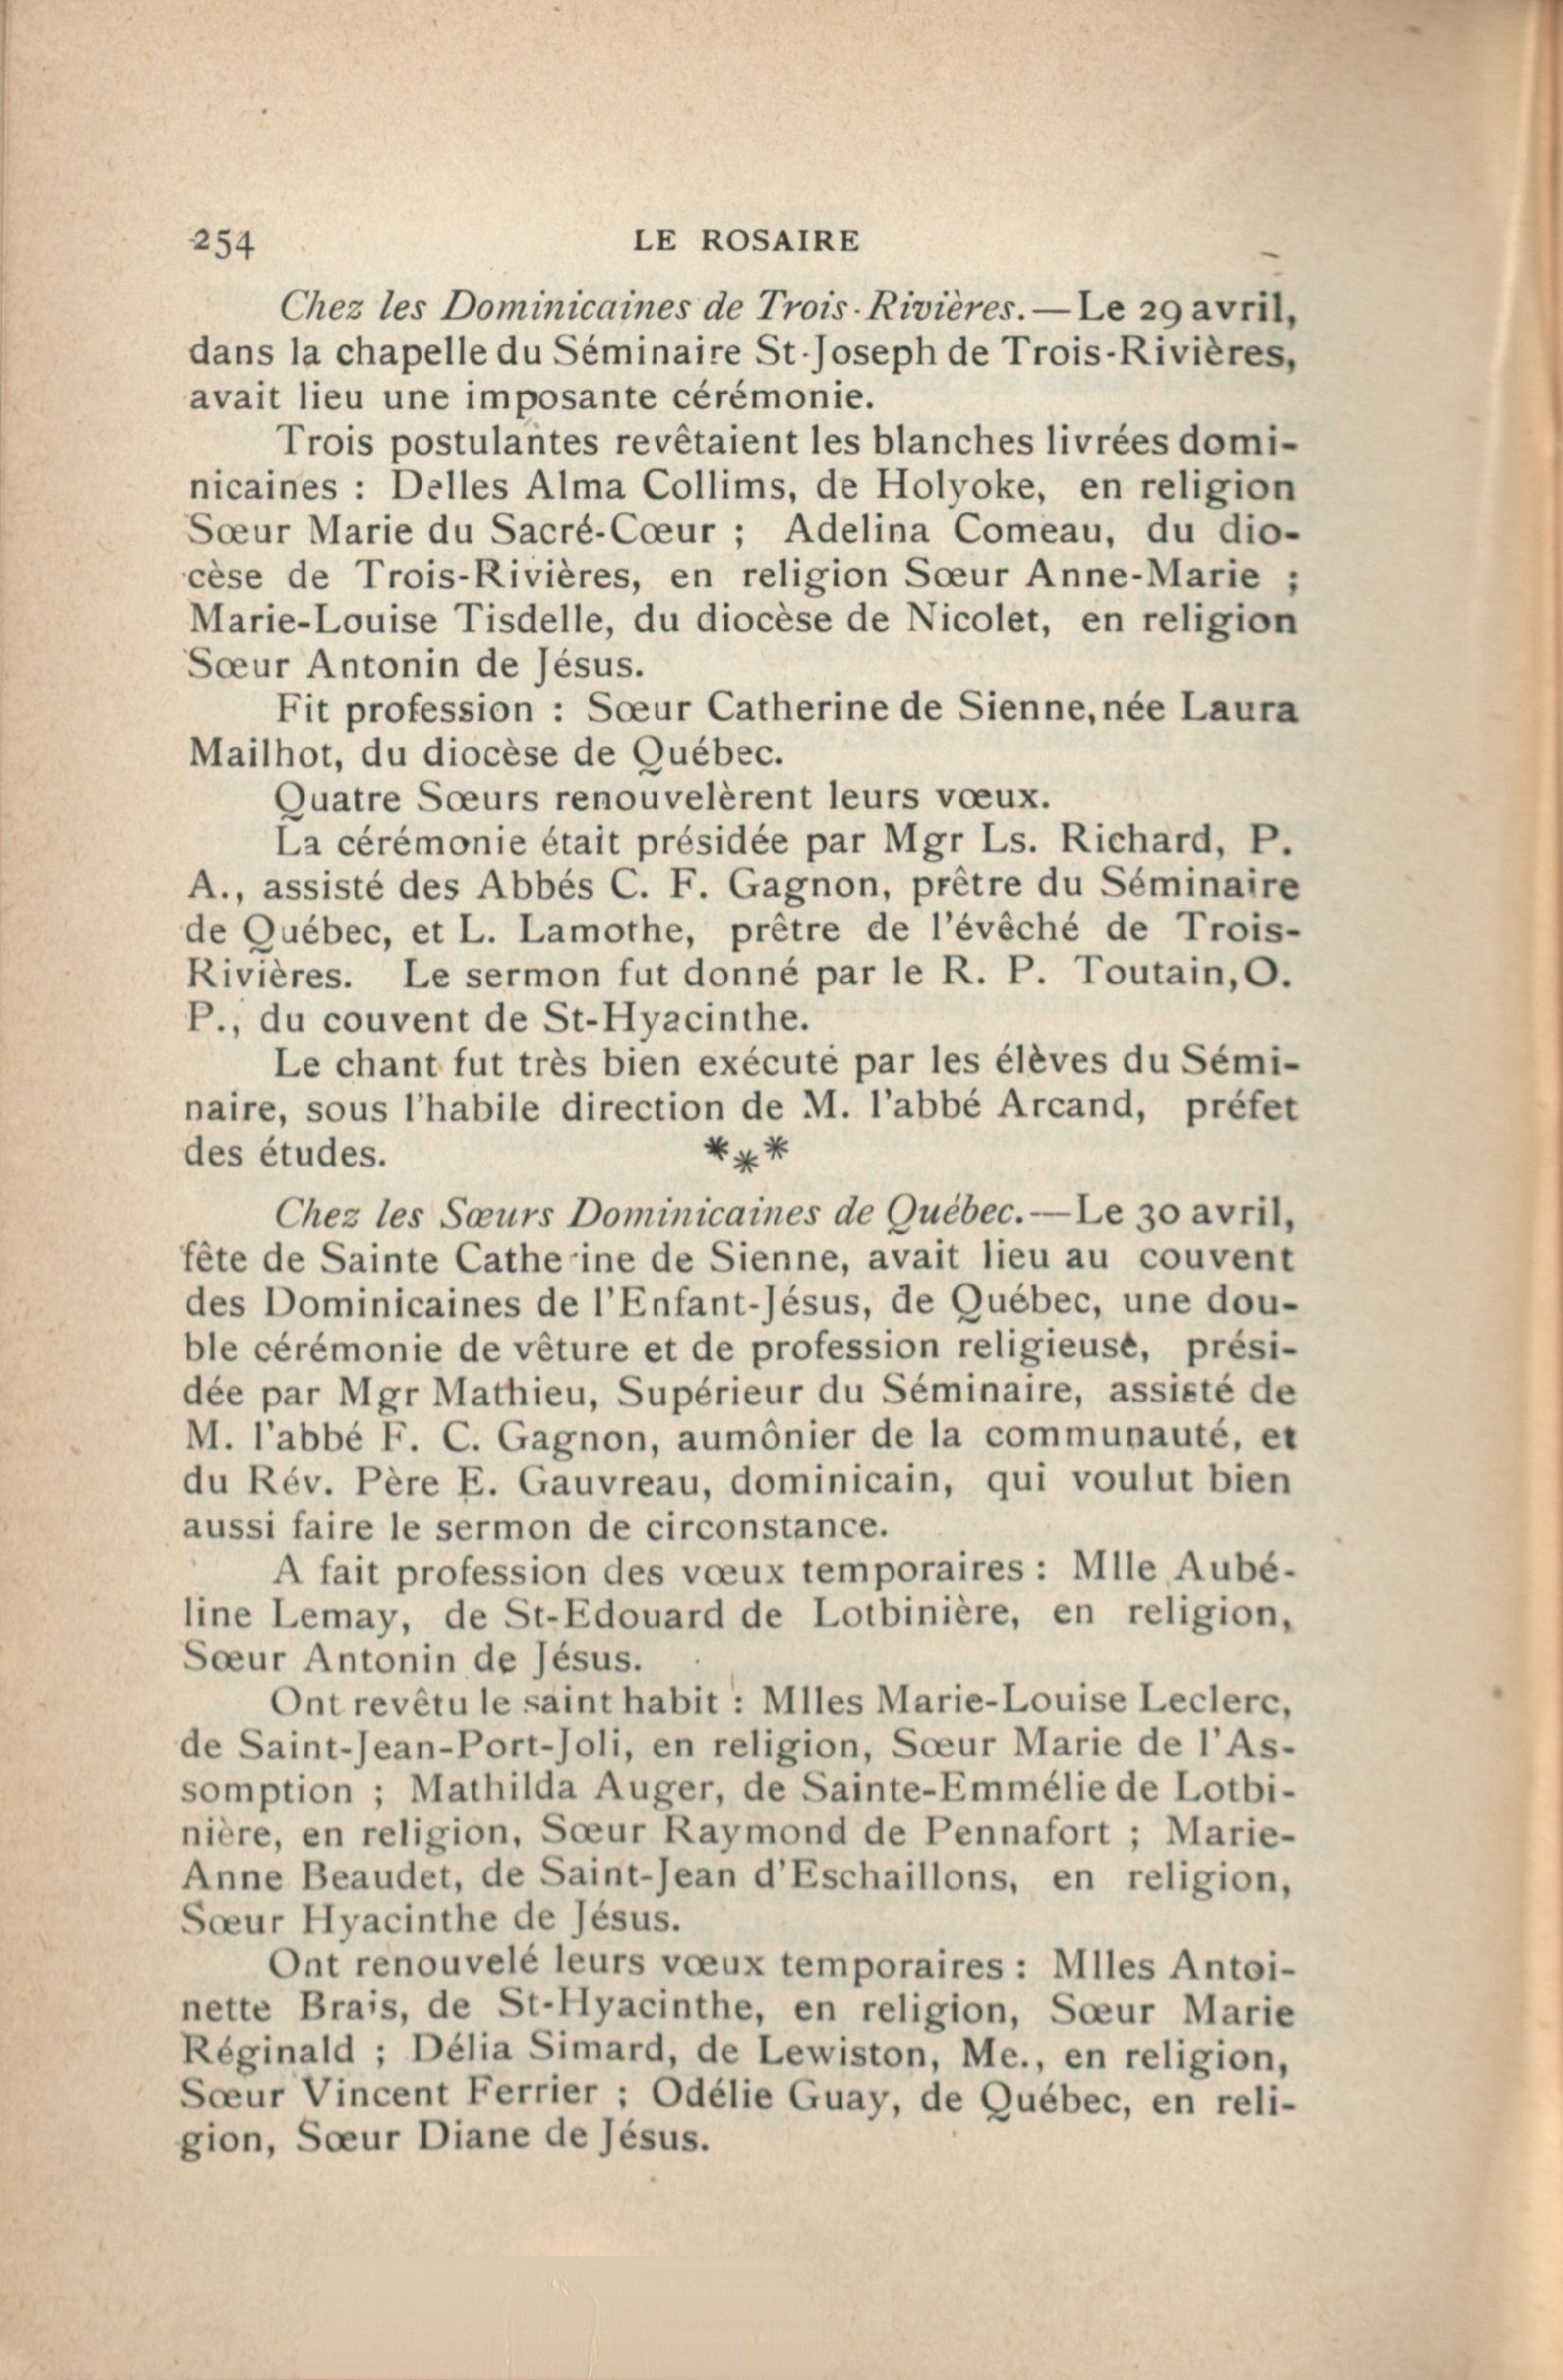 254 LE ROSAIRE
Chez les Dominicaines de Trois-Rivières.—Le 29 avril,
dans la chapelle du Séminaire St-Joseph de Trois-Rivières,
avait lieu une imposante cérémonie.
Trois postulantes revêtaient les blanches livrées domi-
nicaines : Delles Alma Collims, de Holyoke, en religion
Sœur Marie du Sacré-Cœur ; Adelina Comeau, du dio-
cèse de Trois-Rivières, en religion Sœur Anne-Marie ;
Marie-Louise Tisdelle, du diocèse de Nicolet, en religion
Sœur Antonin de Jésus.
Fit profession : Sœur Catherine de Sienne, née Laura
Mailhot, du diocèse de Québec.
Quatre Sœurs renouvelèrent leurs vœux.
La cérémonie était présidée par Mgr Ls. Richard, P.
A., assisté des Abbés C. F. Gagnon, prêtre du Séminaire
de Québec, et L. Lamothe, prêtre de l'évêché de Trois-
Rivières. Le sermon fut donné par le R. P. Toutain, O.
P., du couvent de St-Hyacinthe.
Le chant fut très bien exécuté par les élèves du Sémi-
naire, sous l'habile direction de M. l'abbé Arcand, préfet
des études. * * *
Chez les Sœurs Dominicaines de Québec.—Le 30 avril,
fête de Sainte Cathe ine de Sienne, avait lieu au couvent
des Dominicaines de l'Enfant-Jésus, de Québec, une dou-
ble cérémonie de vêture et de profession religieuse, prési-
dée par Mgr Mathieu, Supérieur du Séminaire, assisté de
M. l'abbé F. C. Gagnon, aumônier de la communauté, et
du Rév. Père E. Gauvreau, dominicain, qui voulut bien
aussi faire le sermon de circonstance.
A fait profession des vœux temporaires : Mlle Aubé-
line Lemay, de St-Edouard de Lotbinière, en religion,
Sœur Antonin de Jésus.
Ont revêtu le saint habit : Mlles Marie-Louise Leclerc,
de Saint-Jean-Port-Joli, en religion, Sœur Marie de l'As-
somption ; Mathilda Auger, de Sainte-Emmélie de Lotbi-
nière, en religion, Sœur Raymond de Pennafort ; Marie-
Anne Beaudet, de Saint-Jean d'Eschaillons, en religion,
Sœur Hyacinthe de Jésus.
Ont renouvelé leurs vœux temporaires : Mlles Antoi-
nette Brais, de St-Hyacinthe, en religion, Sœur Marie
Réginald ; Délia Simard, de Lewiston, Me., en religion,
Sœur Vincent Ferrier ; Odélie Guay, de Québec, en reli-
gion, Sœur Diane de Jésus.